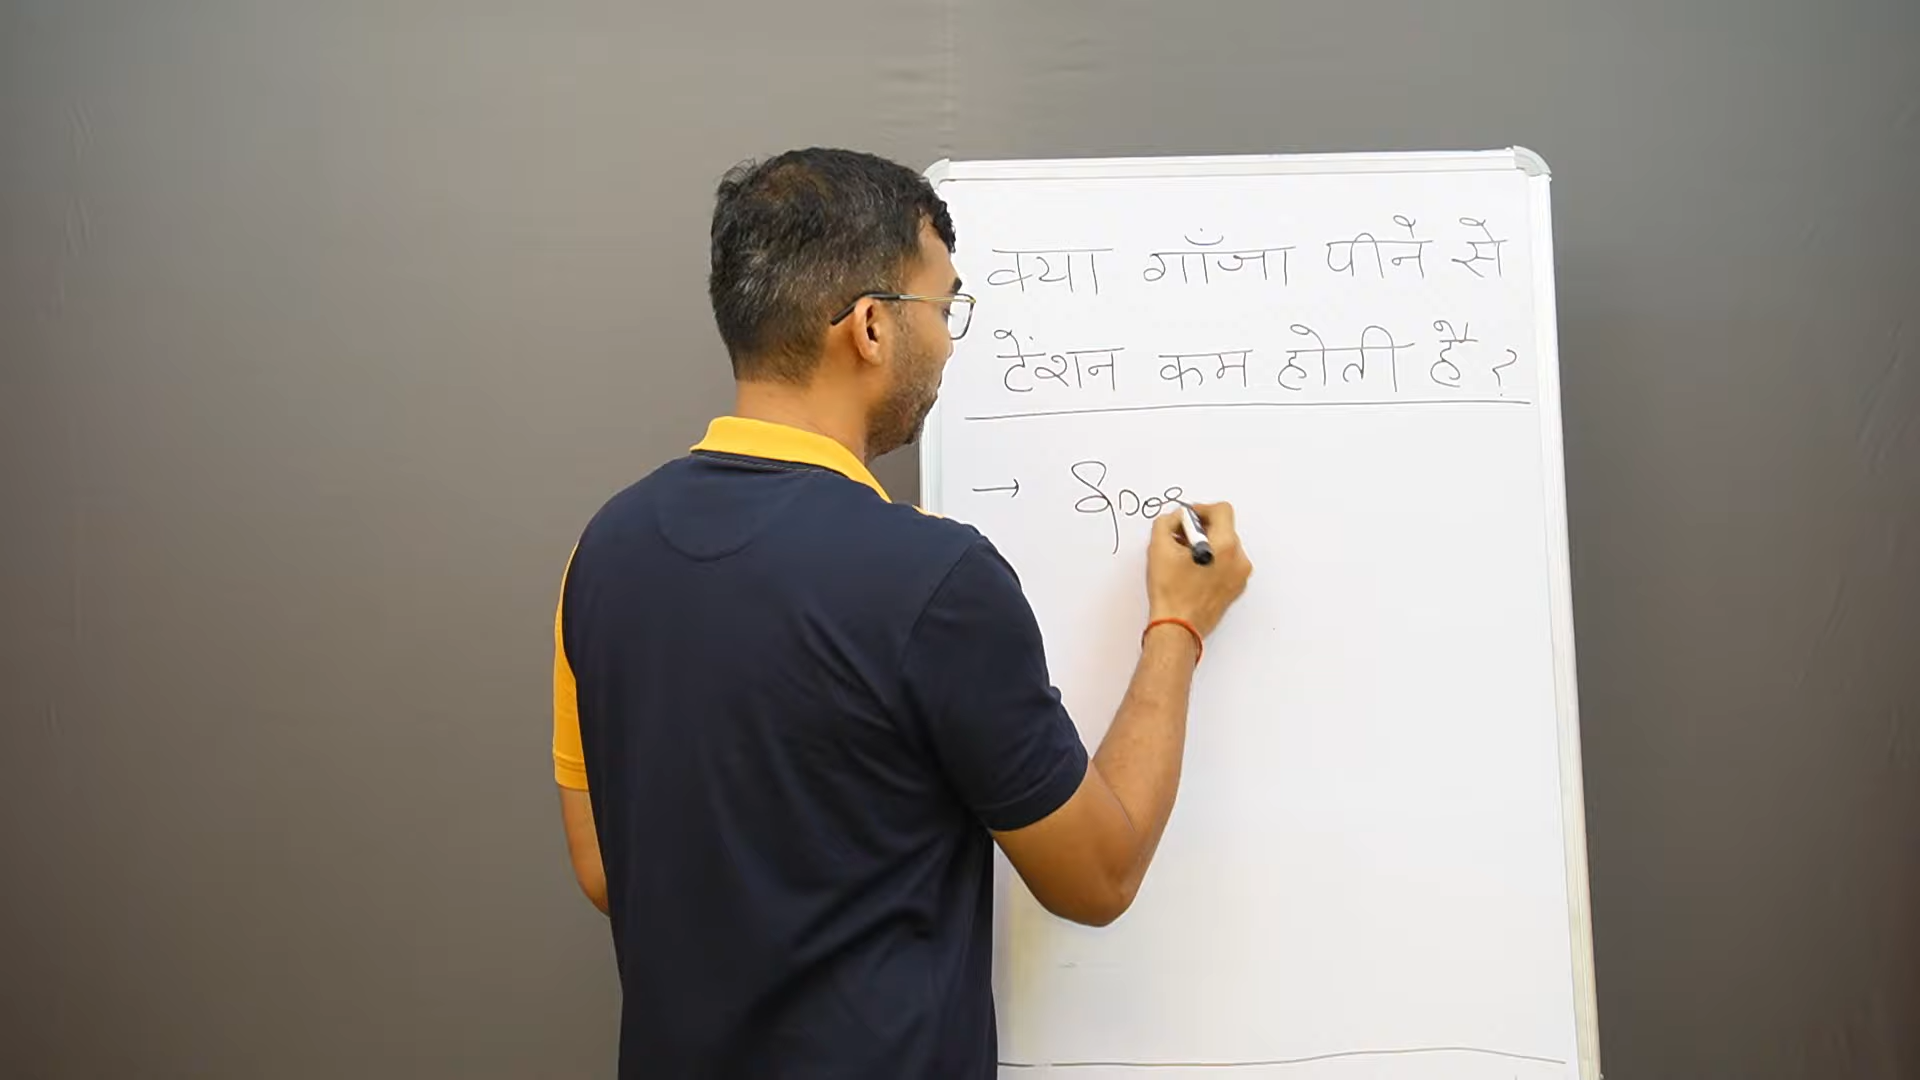 क्या गाँजा पीने से
टेंशन कम होती है?
→